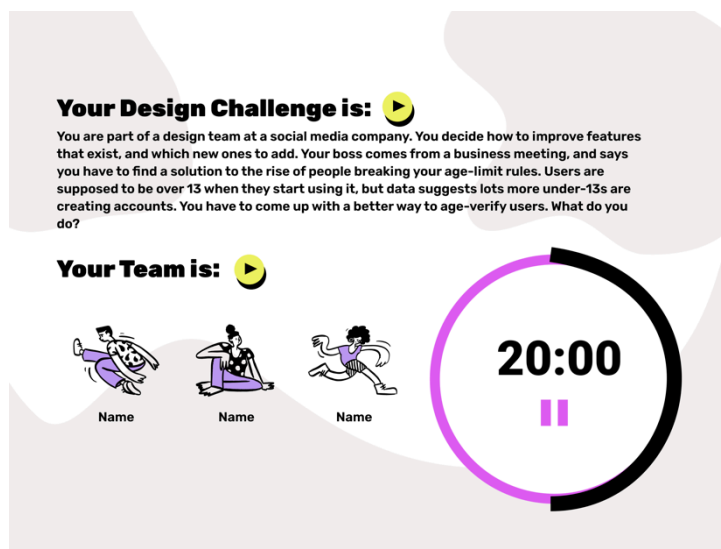 Your Design Challenge is:
You are part of a design team at a social media company. You decide how to improve features
that exist, and which new ones to add. Your boss comes from a business meeting, and says
you have to find a solution to the rise of people breaking your age-limit rules. Users are
supposed to be over 13 when they start using it, but data suggests lots more under-13s are
creating accounts. You have to come up with a better way to age-verify users. What do you
do?
Your Team is:
20:00
Name
Name
Name